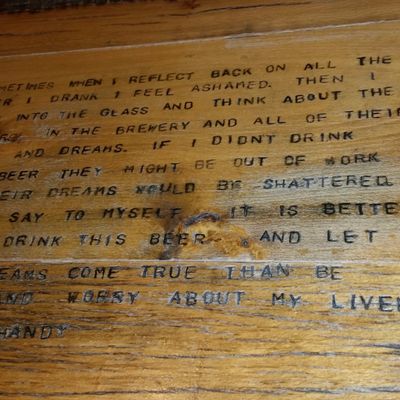 METIMES WHEN I REFLECT BACK ON ALL THE
R I DRANK I FEEL ASHAMED. THEN I
INTO THE GLASS AND THINK ABOUT THE
IN THE BREWERY AND ALL OF THEIR
AND DREAMS. IF I DIDNT DRINK
BEER THEY MIGHT BE OUT OF WORK
EIR DREAMS WOULD BE SHATTERED.
SAY TO MYSELF IT IS BETTE
DRINK THIS BEER AND LET
EAMS COME TRUE THAN BE
AND WORRY ABOUT MY LIVER
HANDY